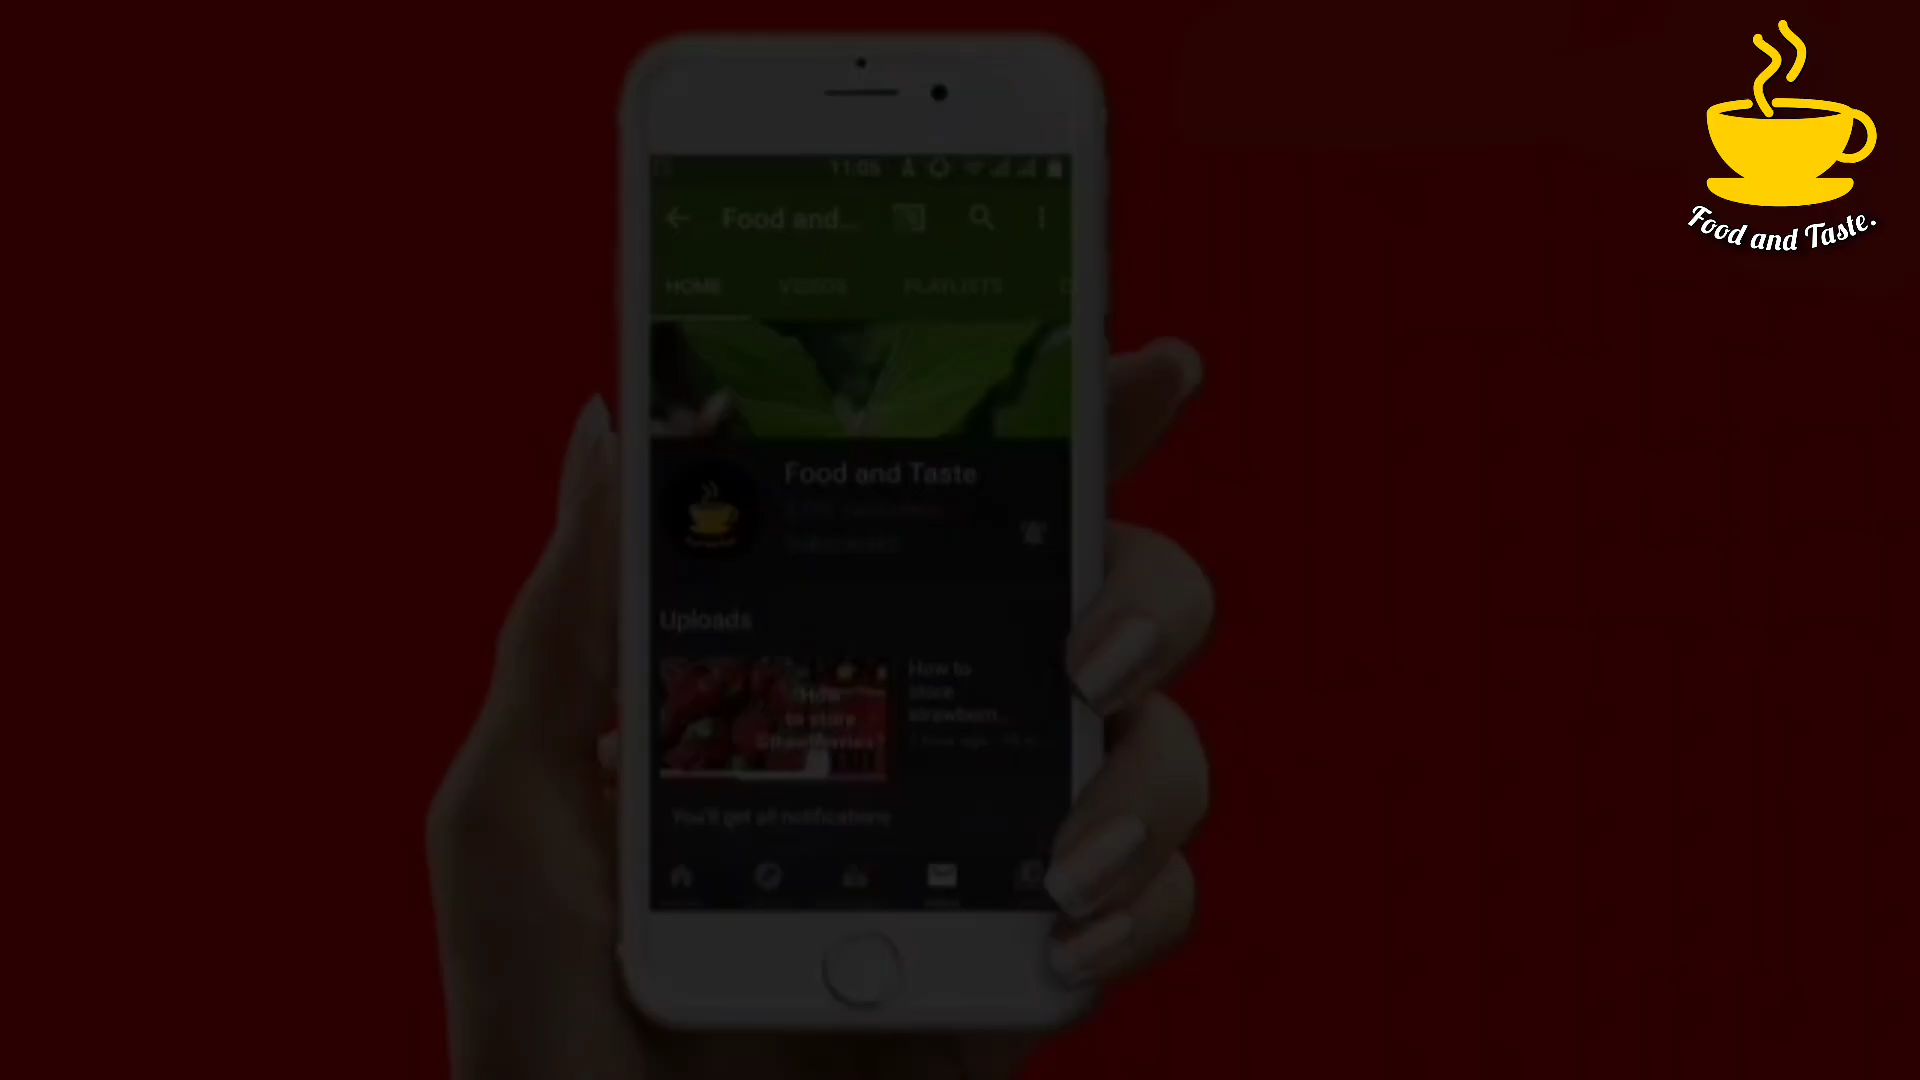 Food and Taste.
11:05
Food and...
HOME VIDEOS PLAYLISTS
Food and Taste
Uploads
How to
store
strawberri...
How
to store
Strawberries?
You'll get all notifications